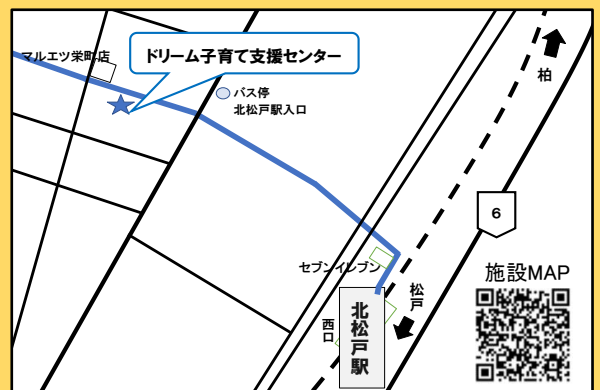 マルエツ栄町店
ドリーム子育て支援センター
バス停
北松戸駅入口
柏
6
セブンイレブン
施設MAP
松戸
西口
北松戸駅